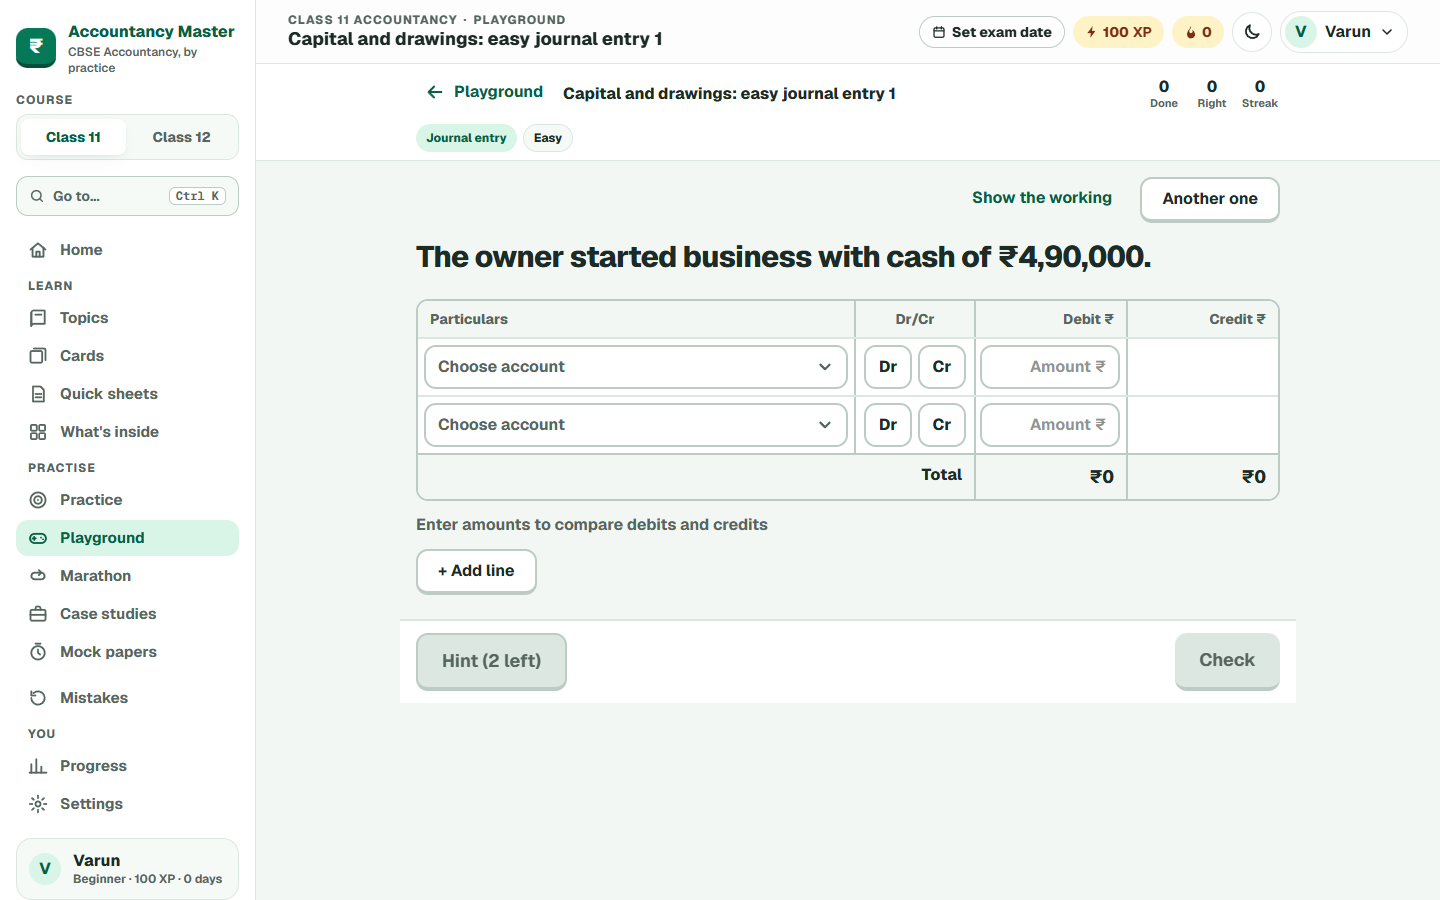 Accountancy Master
CBSE Accountancy, by
practice
COURSE
Class 11
Class 12
Go to...
Ctrl K
Home
LEARN
Topics
Cards
Quick sheets
What's inside
PRACTISE
Practice
Playground
Marathon
Case studies
Mock papers
Mistakes
YOU
Progress
Settings
V
Varun
Beginner · 100 XP · 0 days
CLASS 11 ACCOUNTANCY · PLAYGROUND
Capital and drawings: easy journal entry 1
Set exam date
100 XP
0
V
Varun
Playground
Capital and drawings: easy journal entry 1
0 0 0
Done Right Streak
Journal entry
Easy
Show the working
Another one
The owner started business with cash of ₹4,90,000.
Particulars Dr/Cr Debit ₹ Credit ₹
Choose account Dr Cr Amount ₹
Choose account Dr Cr Amount ₹
Total ₹0 ₹0
Enter amounts to compare debits and credits
+ Add line
Hint (2 left)
Check